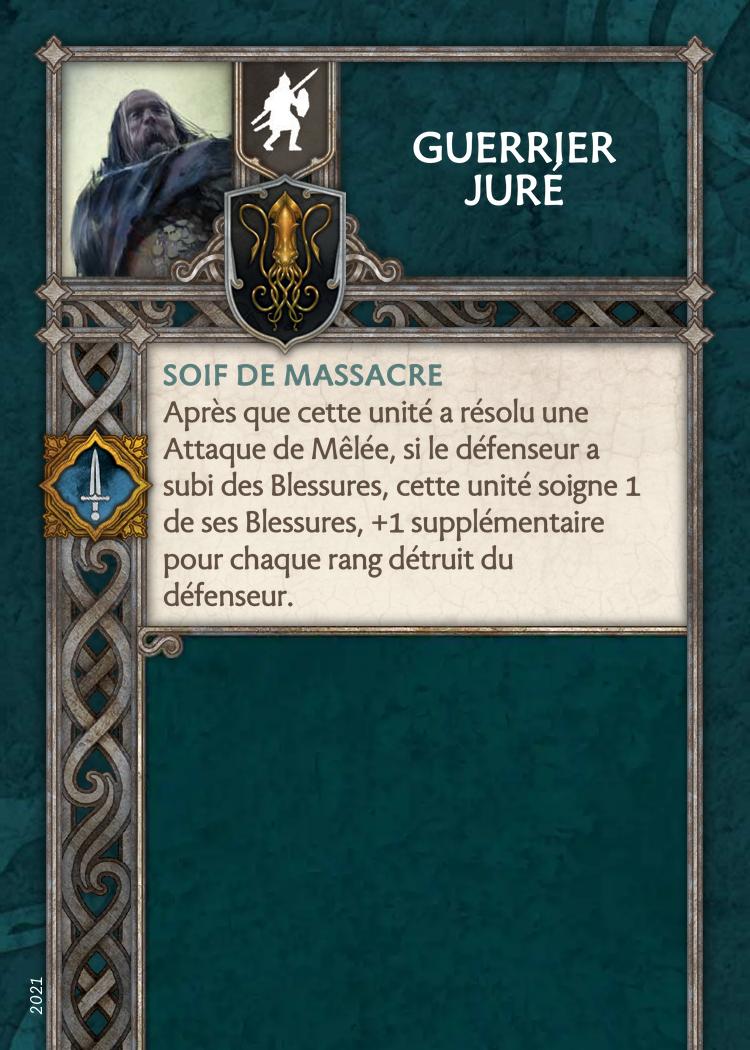 GUERRIER
JURÉ
SOIF DE MASSACRE
Après que cette unité a résolu une
Attaque de Mêlée, si le défenseur a
subi des Blessures, cette unité soigne 1
de ses Blessures, +1 supplémentaire
pour chaque rang détruit du
défenseur.
2021